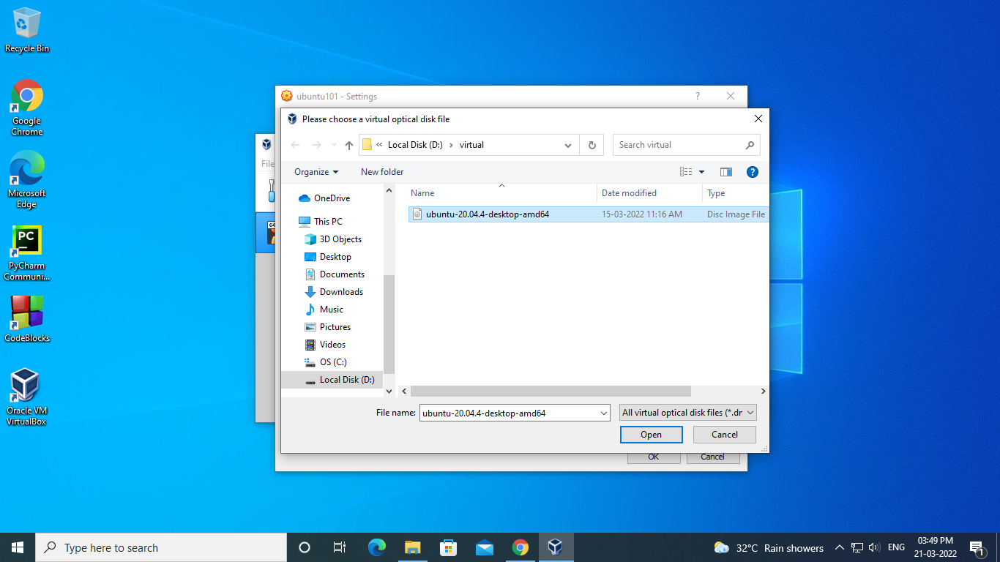 Recycle Bin
Google
Chrome
Microsoft
Edge
PC
PyCharm
Communi...
CodeBlocks
Oracle VM
VirtualBox
ubuntu101 - Settings
?
File
64
Please choose a virtual optical disk file
« Local Disk (D:) › virtual
Search virtual
Organize
New folder
?
OneDrive
This PC
3D Objects
Desktop
Documents
Downloads
Music
Pictures
Videos
OS (C:)
Local Disk (D:)
Name Date modified Type
ubuntu-20.04.4-desktop-amd64 15-03-2022 11:16 AM Disc Image File
File name: ubuntu-20.04.4-desktop-amd64 All virtual optical disk files (*.dr
Open Cancel
OK Cancel
Type here to search
32°C Rain showers
ENG
03:49 PM
21-03-2022
1